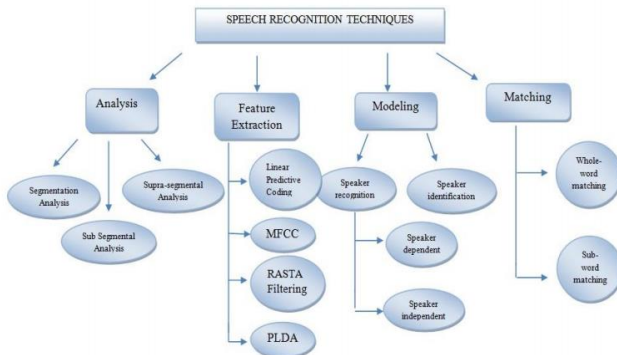 SPEECH RECOGNITION TECHNIQUES
Analysis
Feature
Extraction
Modeling
Matching
Segmentation
Analysis
Sub Segmental
Analysis
Supra-segmental
Analysis
Linear
Predictive
Coding
MFCC
RASTA
Filtering
PLDA
Speaker
recognition
Speaker
identification
Speaker
dependent
Speaker
independent
Whole-
word
matching
Sub-
word
matching